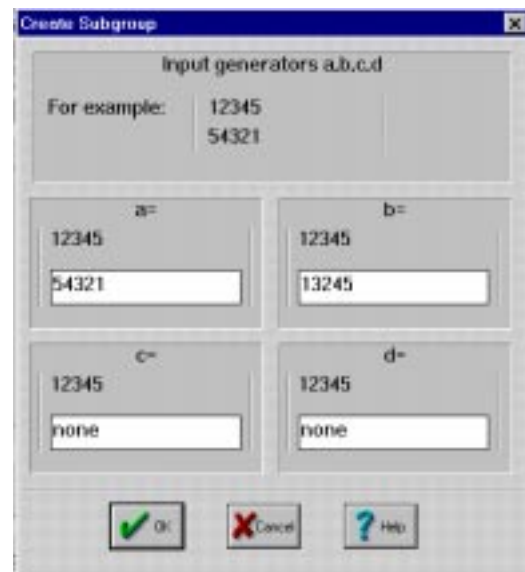 Create Subgroup
Input generators a,b,c,d
For example: 12345
54321
a=
12345
54321
b=
12345
13245
c=
12345
none
d=
12345
none
OK
Cancel
Help